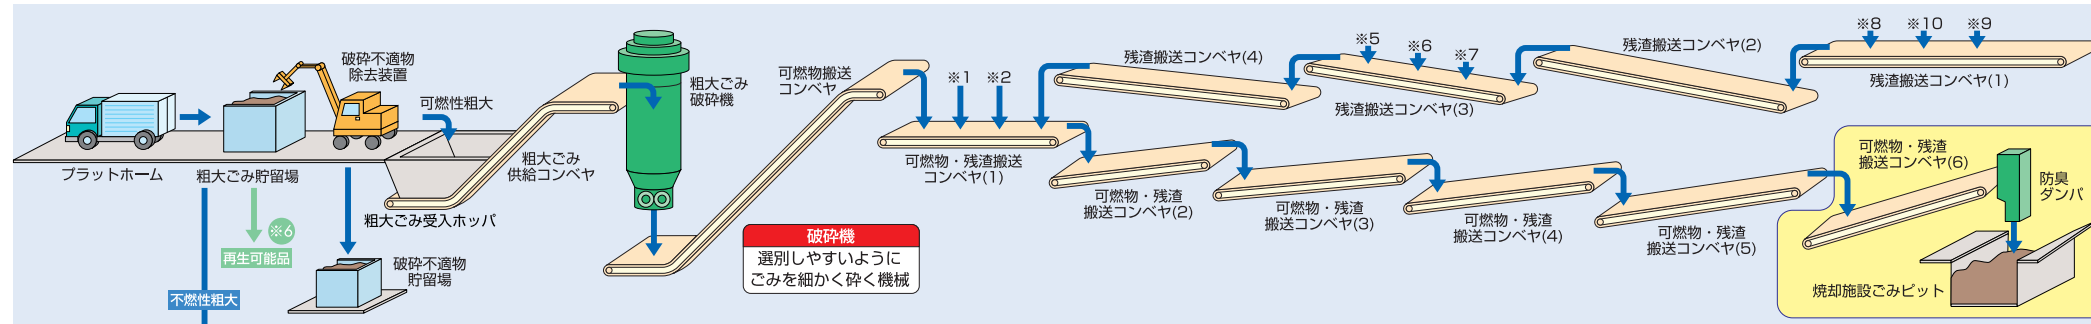 プラットホーム
粗大ごみ貯留場
※6
再生可能品
不燃性粗大
破砕不適物
除去装置
可燃性粗大
粗大ごみ受入ホッパ
破砕不適物
貯留場
粗大ごみ
供給コンベヤ
粗大ごみ
破砕機
破砕機
選別しやすいように
ごみを細かく砕く機械
可燃物搬送
コンベヤ
※1
※2
可燃物・残渣搬送
コンベヤ(1)
残渣搬送コンベヤ(4)
※5
※6
※7
残渣搬送コンベヤ(3)
残渣搬送コンベヤ(2)
※8
※10
※9
残渣搬送コンベヤ(1)
可燃物・残渣
搬送コンベヤ(2)
可燃物・残渣
搬送コンベヤ(3)
可燃物・残渣
搬送コンベヤ(4)
可燃物・残渣
搬送コンベヤ(5)
可燃物・残渣
搬送コンベヤ(6)
防臭
ダンパ
焼却施設ごみピット